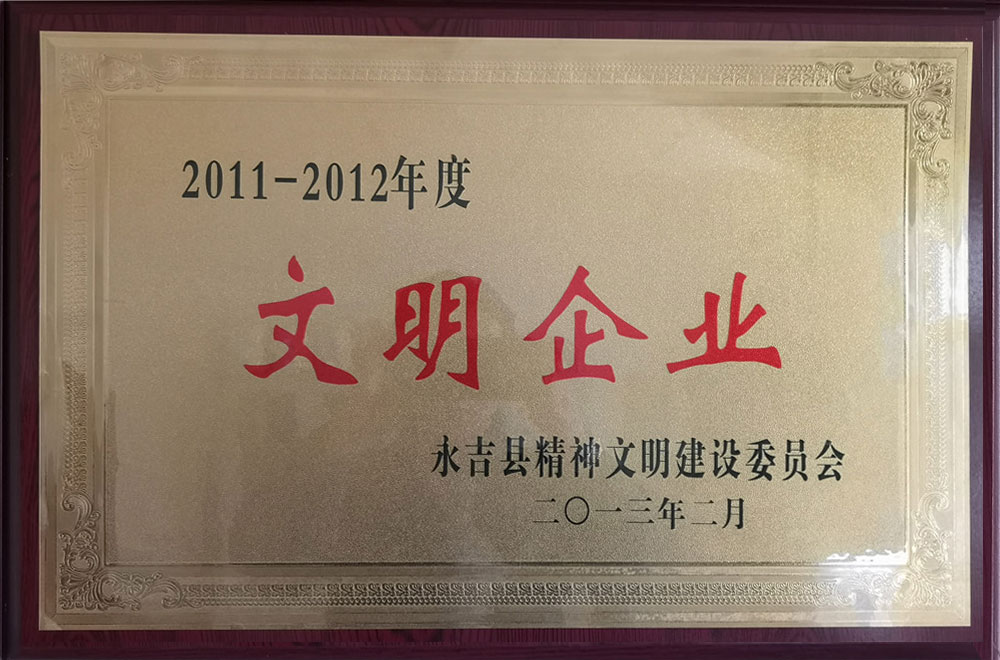 2011-2012年度
文明企业
永吉县精神文明建设委员会
二〇一三年二月